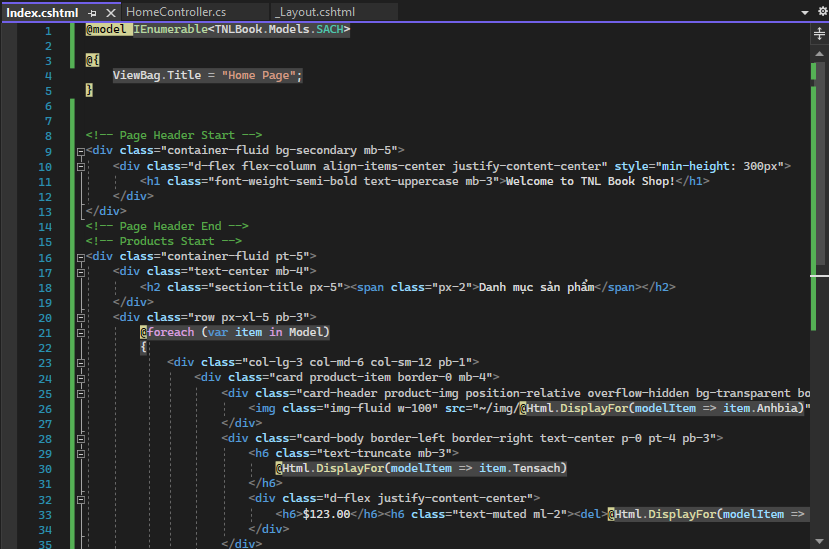 Index.cshtml HomeController.cs _Layout.cshtml
1 @model IEnumerable<TNLBook.Models.SACH>
2
3 @{
4 ViewBag.Title = "Home Page";
5 }
6
7
8 <!-- Page Header Start -->
9 <div class="container-fluid bg-secondary mb-5">
10 <div class="d-flex flex-column align-items-center justify-content-center" style="min-height: 300px">
11 <h1 class="font-weight-semi-bold text-uppercase mb-3">Welcome to TNL Book Shop!</h1>
12 </div>
13 </div>
14 <!-- Page Header End -->
15 <!-- Products Start -->
16 <div class="container-fluid pt-5">
17 <div class="text-center mb-4">
18 <h2 class="section-title px-5"><span class="px-2">Danh mục sản phẩm</span></h2>
19 </div>
20 <div class="row px-xl-5 pb-3">
21 @foreach (var item in Model)
22 {
23 <div class="col-lg-3 col-md-6 col-sm-12 pb-1">
24 <div class="card product-item border-0 mb-4">
25 <div class="card-header product-img position-relative overflow-hidden bg-transparent bo
26 <img class="img-fluid w-100" src="~/img/@Html.DisplayFor(modelItem => item.Anhbia)"
27 </div>
28 <div class="card-body border-left border-right text-center p-0 pt-4 pb-3">
29 <h6 class="text-truncate mb-3">
30 @Html.DisplayFor(modelItem => item.Tensach)
31 </h6>
32 <div class="d-flex justify-content-center">
33 <h6>$123.00</h6><h6 class="text-muted ml-2"><del>@Html.DisplayFor(modelItem =>
34 </div>
35 </div>